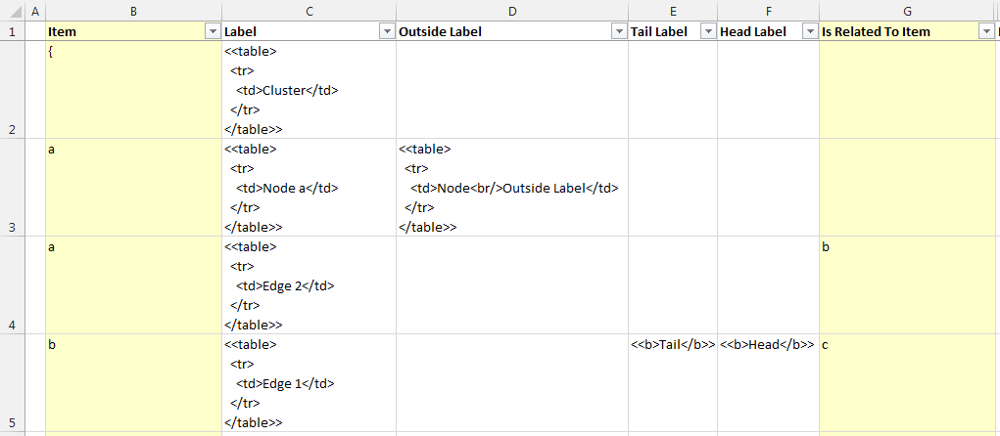 A B C D E F G
1 Item Label Outside Label Tail Label Head Label Is Related To Item
{ <<table>
<tr>
<td>Cluster</td>
</tr>
2 </table>>
a <<table> <<table>
<tr> <tr>
<td>Node a</td> <td>Node<br/>Outside Label</td>
</tr> </tr>
3 </table>> </table>>
a <<table> b
<tr>
<td>Edge 2</td>
</tr>
4 </table>>
b <<table> <<b>Tail</b>> <<b>Head</b>> c
<tr>
<td>Edge 1</td>
</tr>
5 </table>>